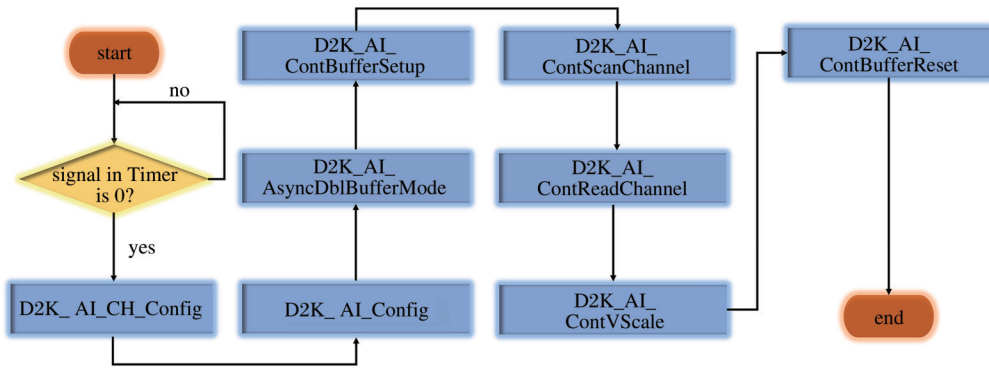 start
no
signal in Timer
is 0?
yes
D2K_ AI_CH_Config
D2K_ AI_Config
D2K_AI_
AsyncDblBufferMode
D2K_AI_
ContBufferSetup
D2K_AI_
ContScanChannel
D2K_AI_
ContReadChannel
D2K_AI_
ContVScale
D2K_AI_
ContBufferReset
end